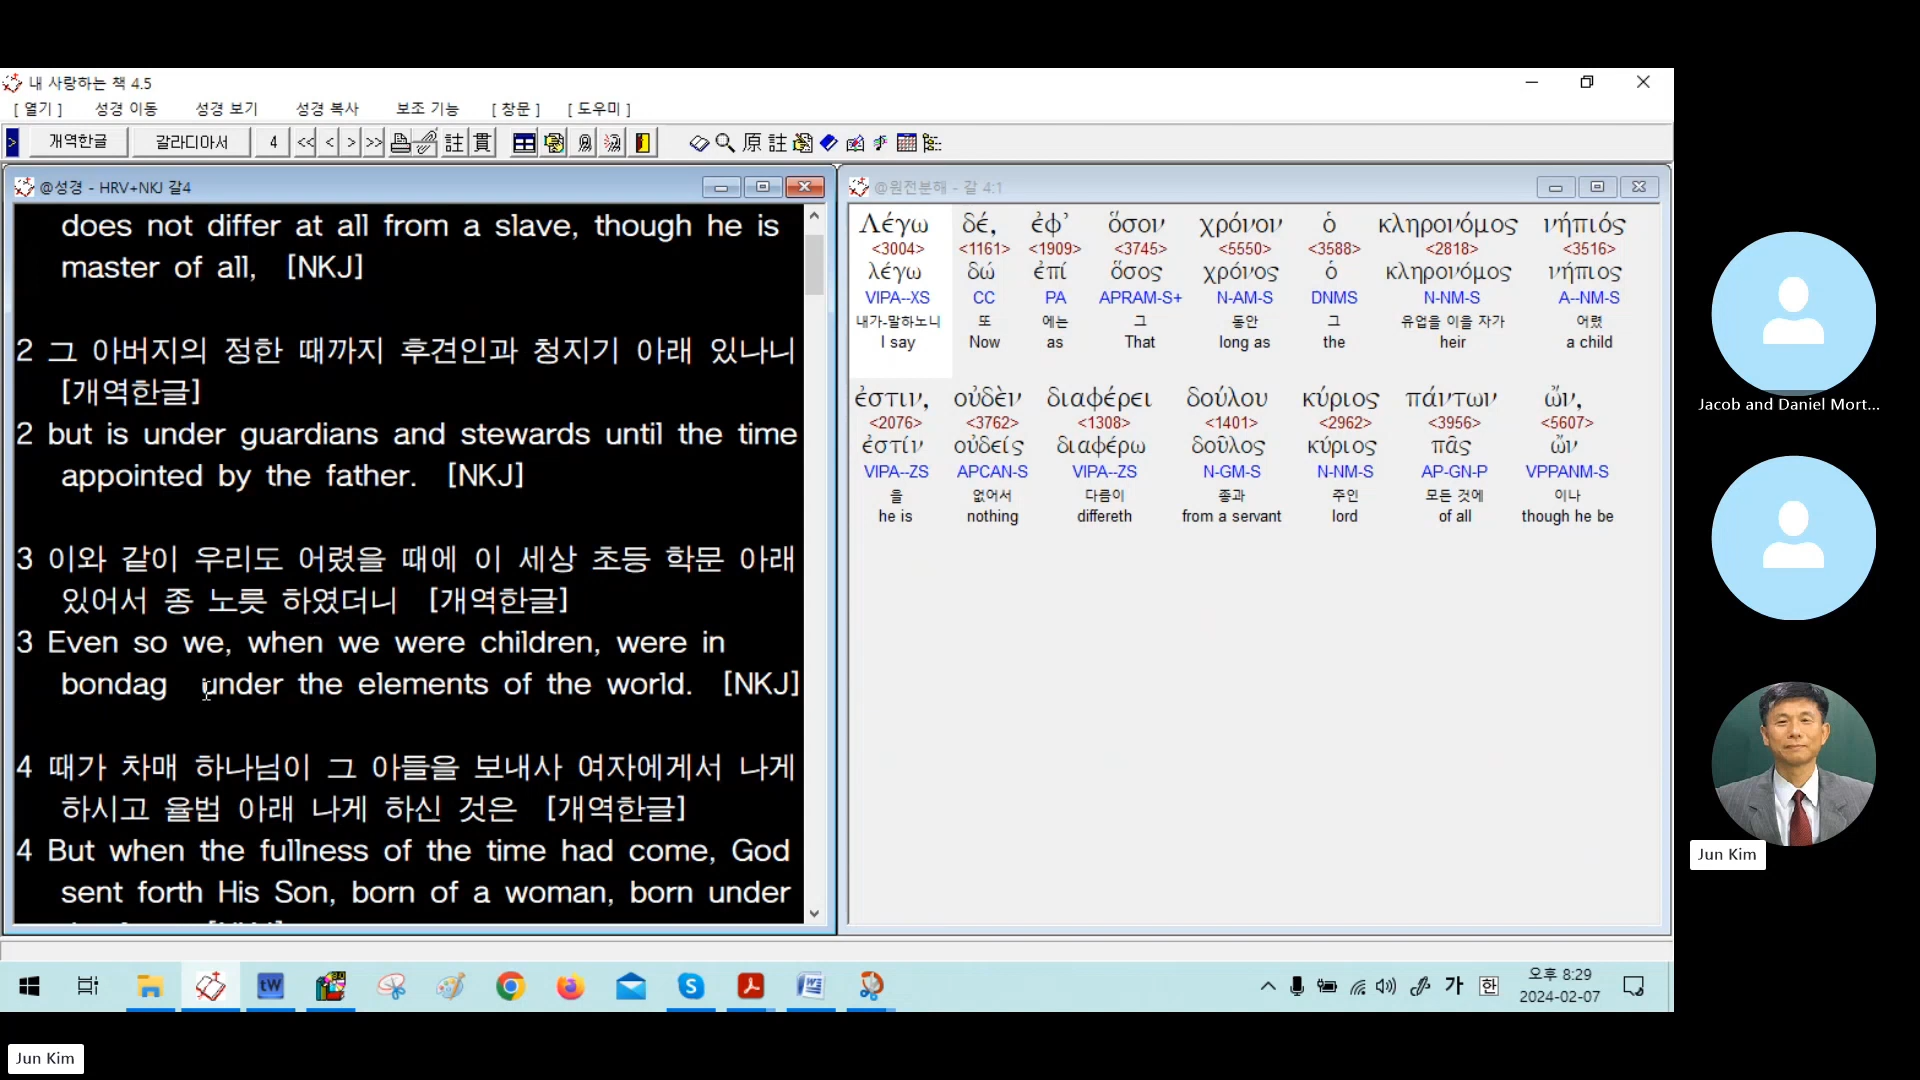 내 사랑하는 책 4.5
[ 열기 ] 성경 이동 성경 보기 성경 복사 보조 기능 [ 창문 ] [ 도우미 ]
> 개역한글 갈라디아서 4 << < > >> 註 貫 原 註
@성경 - HRV+NKJ 갈4
does not differ at all from a slave, though he is
master of all, [NKJ]
2 그 아버지의 정한 때까지 후견인과 청지기 아래 있나니
[개역한글]
2 but is under guardians and stewards until the time
appointed by the father. [NKJ]
3 이와 같이 우리도 어렸을 때에 이 세상 초등 학문 아래
있어서 종 노릇 하였더니 [개역한글]
3 Even so we, when we were children, were in
bondag under the elements of the world. [NKJ]
4 때가 차매 하나님이 그 아들을 보내사 여자에게서 나게
하시고 율법 아래 나게 하신 것은 [개역한글]
4 But when the fullness of the time had come, God
sent forth His Son, born of a woman, born under
@원전분해 - 갈 4:1
Λέγω δέ, ἐφ' ὅσον χρόνον ὁ κληρονόμος νήπιός
<3004> <1161> <1909> <3745> <5550> <3588> <2818> <3516>
λέγω δώ ἐπί ὅσος χρόνος ὁ κληρονόμος νήπιος
VIPA--XS CC PA APRAM-S+ N-AM-S DNMS N-NM-S A--NM-S
내가-말하노니 또 에는 그 동안 그 유업을 이을 자가 어렸
I say Now as That long as the heir a child
ἐστιν, οὐδὲν διαφέρει δούλου κύριος πάντων ὤν,
<2076> <3762> <1308> <1401> <2962> <3956> <5607>
ἐστίν οὐδείς διαφέρω δοῦλος κύριος πᾶς ὤν
VIPA--ZS APCAN-S VIPA--ZS N-GM-S N-NM-S AP-GN-P VPPANM-S
을 없어서 다름이 종과 주인 모든 것에 이나
he is nothing differeth from a servant lord of all though he be
Jacob and Daniel Mort...
Jun Kim
tW
S
W
가 한
오후 8:29
2024-02-07
Jun Kim